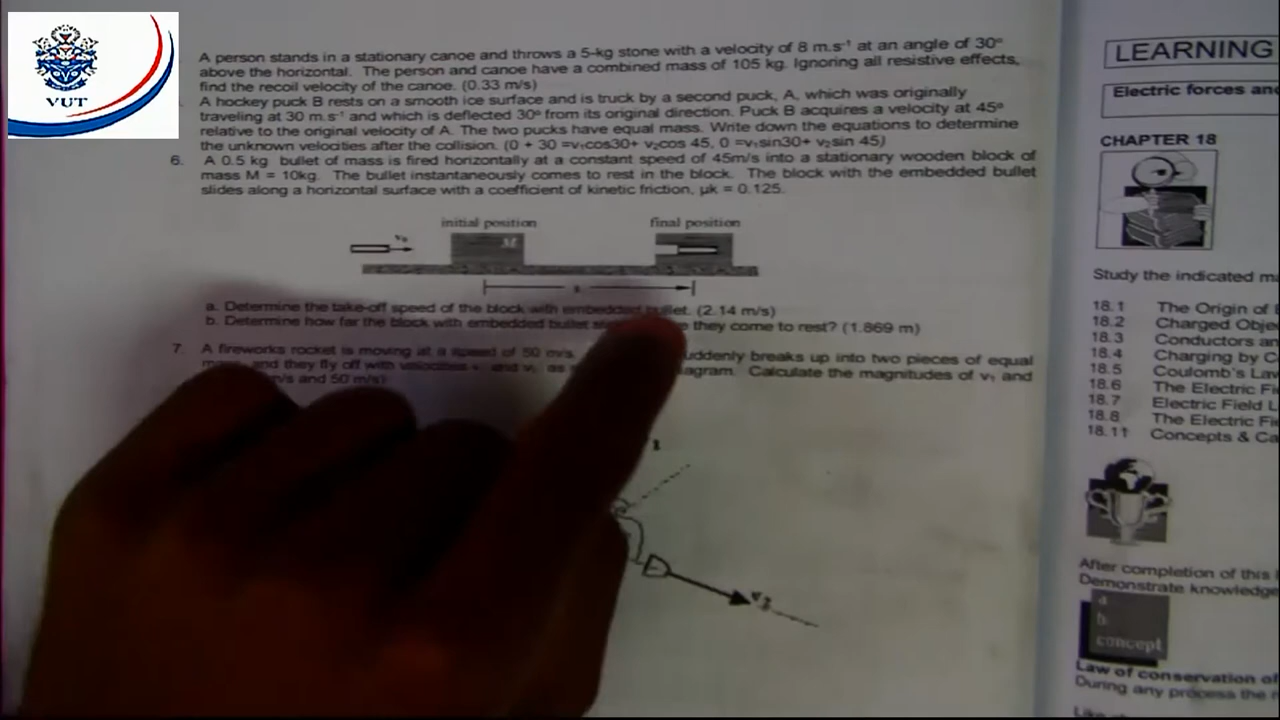 VUT
A person stands in a stationary canoe and throws a 5-kg stone with a velocity of 8 m.s⁻¹ at an angle of 30º
above the horizontal. The person and canoe have a combined mass of 105 kg. Ignoring all resistive effects,
find the recoil velocity of the canoe. (0.33 m/s)
A hockey puck B rests on a smooth ice surface and is truck by a second puck, A, which was originally
traveling at 30 m.s⁻¹ and which is deflected 30º from its original direction. Puck B acquires a velocity at 45º
relative to the original velocity of A. The two pucks have equal mass. Write down the equations to determine
the unknown velocities after the collision. (0 + 30 =v₁cos30+ v₂cos 45, 0 =v₁sin30+ v₂sin 45)
6. A 0.5 kg bullet of mass is fired horizontally at a constant speed of 45m/s into a stationary wooden block of
mass M = 10kg. The bullet instantaneously comes to rest in the block. The block with the embedded bullet
slides along a horizontal surface with a coefficient of kinetic friction, µk = 0.125.
initial position final position
M
a. Determine the take-off speed of the block with embedded bullet. (2.14 m/s)
b. Determine how far the block with embedded bullet they come to rest? (1.869 m)
7. A fireworks rocket is moving at a speed of 50 m/s. suddenly breaks up into two pieces of equal
and they fly off with velocities and as Calculate the magnitudes of v₁ and
and 50 m/s)
1
v2
LEARNING
Electric forces an
CHAPTER 18
Study the indicated m
18.1 The Origin of
18.2 Charged Obje
18.3 Conductors an
18.4 Charging by C
18.5 Coulomb's Law
18.6 The Electric Fi
18.7 Electric Field L
18.8 The Electric Fi
18.11 Concepts & Ca
After completion of this
Demonstrate knowledge
a
b
concept
Law of conservation of
During any process the